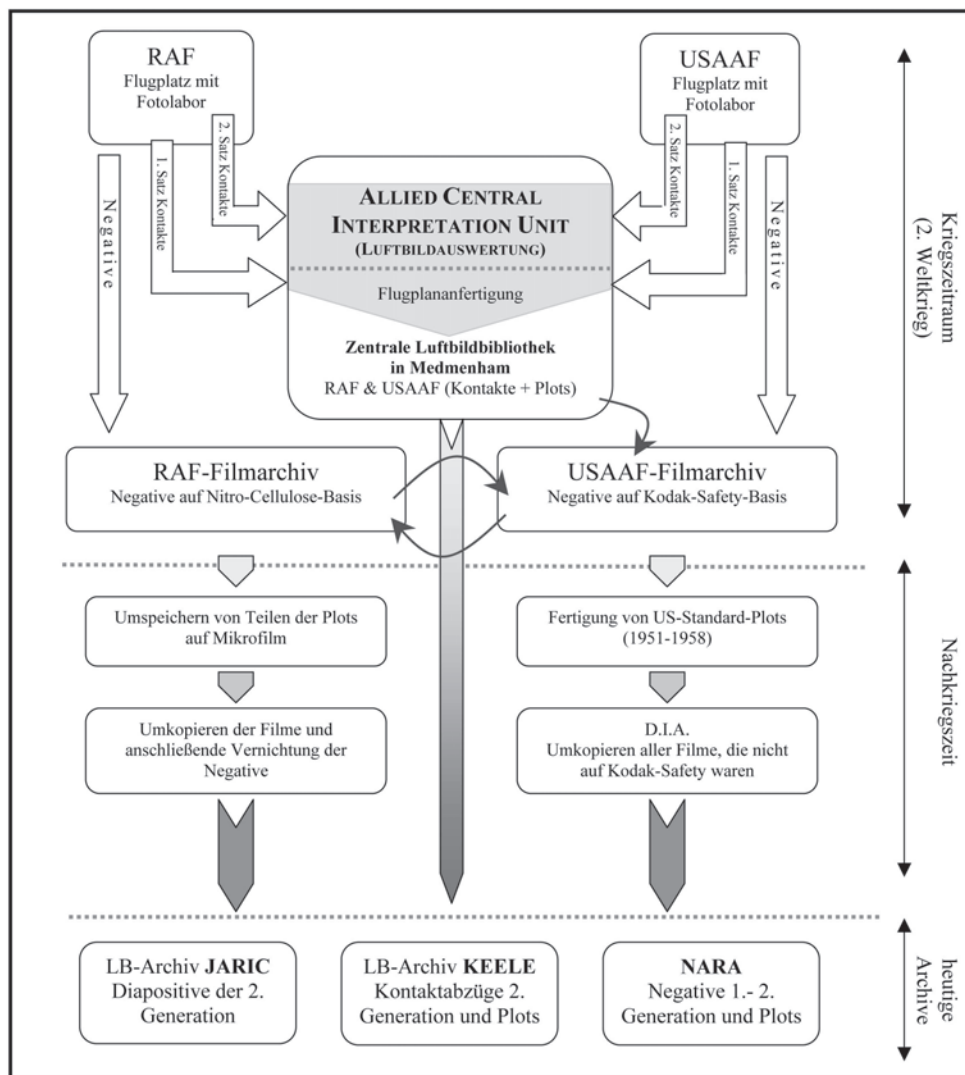 RAF
Flugplatz mit
Fotolabor
USAAF
Flugplatz mit
Fotolabor
Negative
1. Satz Kontakte
2. Satz Kontakte
2. Satz Kontakte
1. Satz Kontakte
Negative
ALLIED CENTRAL
INTERPRETATION UNIT
(LUFTBILDAUSWERTUNG)
Flugplananfertigung
Zentrale Luftbildbibliothek
in Medmenham
RAF & USAAF (Kontakte + Plots)
RAF-Filmarchiv
Negative auf Nitro-Cellulose-Basis
USAAF-Filmarchiv
Negative auf Kodak-Safety-Basis
Kriegszeitraum
(2. Weltkrieg)
Umspeichern von Teilen der Plots
auf Mikrofilm
Fertigung von US-Standard-Plots
(1951-1958)
Umkopieren der Filme und
anschließende Vernichtung der
Negative
D.I.A.
Umkopieren aller Filme, die nicht
auf Kodak-Safety waren
Nachkriegszeit
LB-Archiv JARIC
Diapositive der 2.
Generation
LB-Archiv KEELE
Kontaktabzüge 2.
Generation und Plots
NARA
Negative 1.- 2.
Generation und Plots
heutige
Archive